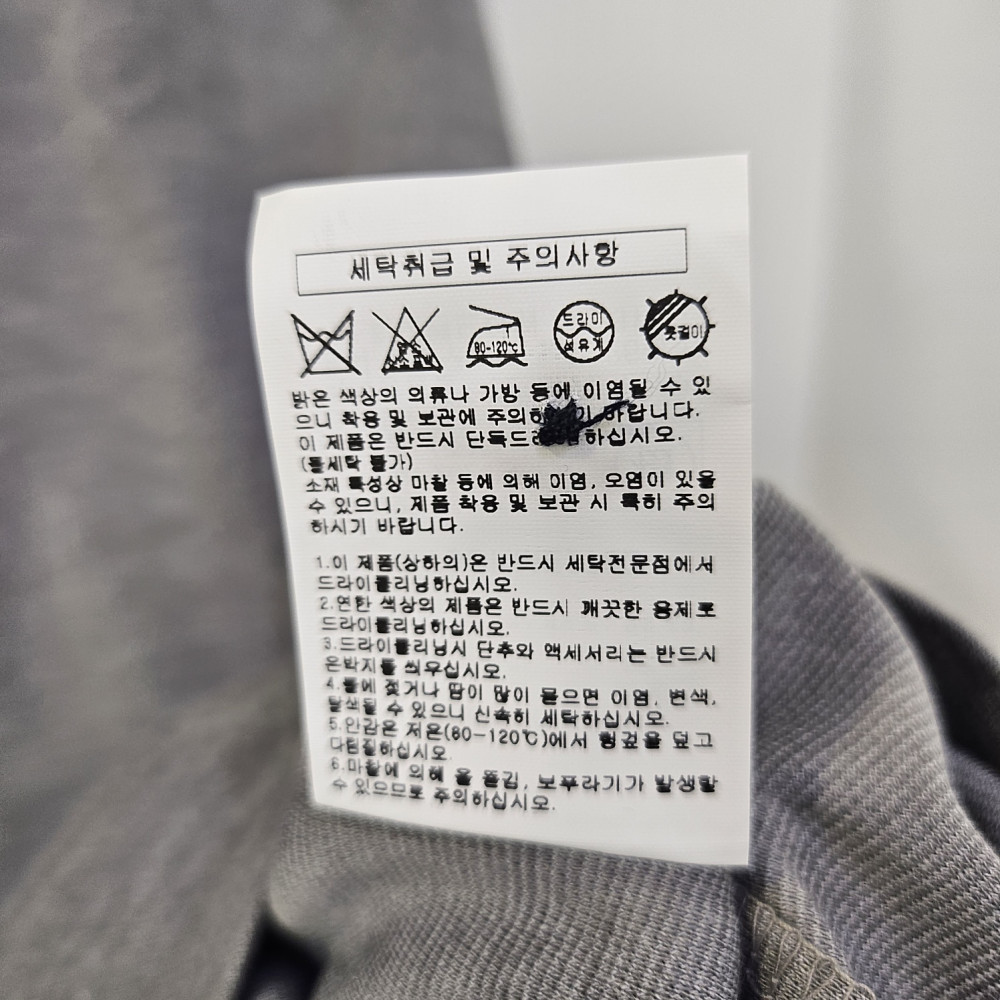 세탁취급 및 주의사항
80-120℃
드라이
석유계
옷걸이
밝은 색상의 의류나 가방 등에 이염될 수 있
으니 착용 및 보관에 주의하 기 바랍니다.
이 제품은 반드시 단독드 하십시오.
(물세탁 불가)
소재 특성상 마찰 등에 의해 이염, 오염이 있을
수 있으니, 제품 착용 및 보관 시 특히 주의
하시기 바랍니다.
1.이 제품(상하의)은 반드시 세탁전문점에서
드라이클리닝하십시오.
2.연한 색상의 제품은 반드시 깨끗한 용제로
드라이클리닝하십시오.
3.드라이클리닝시 단추와 액세서리는 반드시
은박지를 씌우십시오.
4.물에 젖거나 땀이 많이 묻으면 이염, 변색,
탈색될 수 있으니 신속히 세탁하십시오.
5.안감은 저온(80-120℃)에서 헝겊을 덮고
다림질하십시오
6.마찰에 의해 올 뜯김, 보푸라기가 발생할
수 있으므로 주의하십시오.